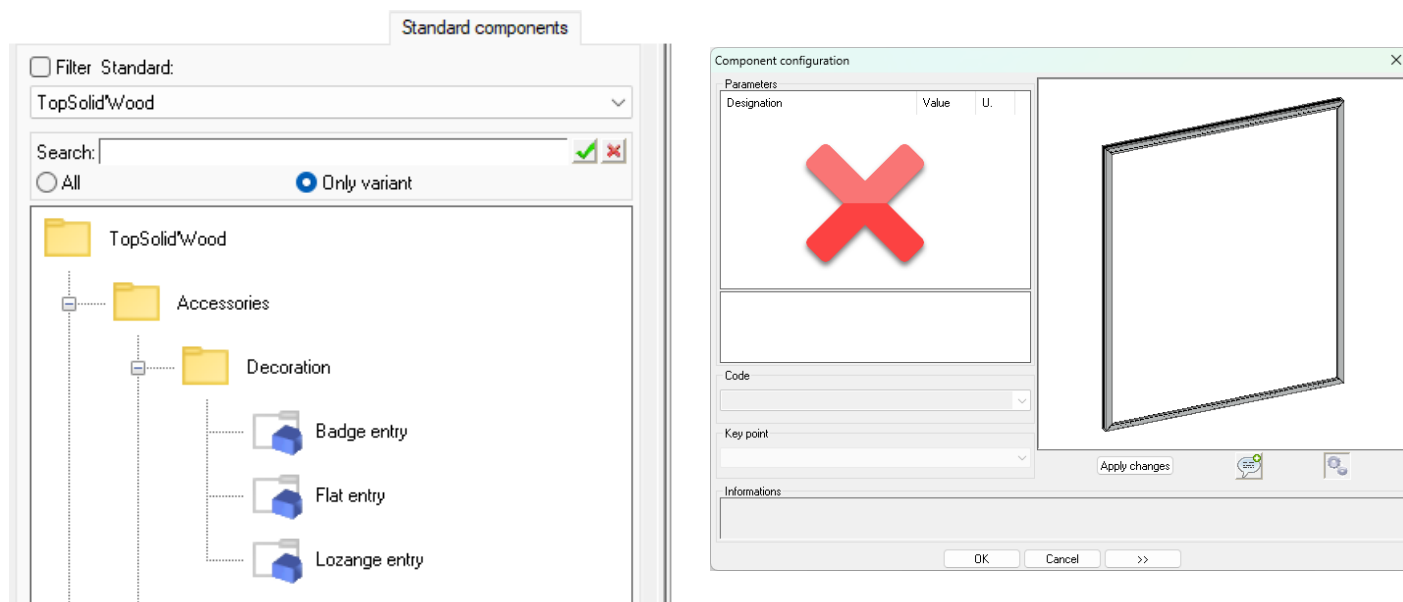 Standard components
Filter Standard:
TopSolid'Wood
Search:
All
Only variant
TopSolid'Wood
Accessories
Decoration
Badge entry
Flat entry
Lozange entry
Component configuration
Parameters
Designation Value U.
Code
Key point
Apply changes
Informations
OK Cancel >>